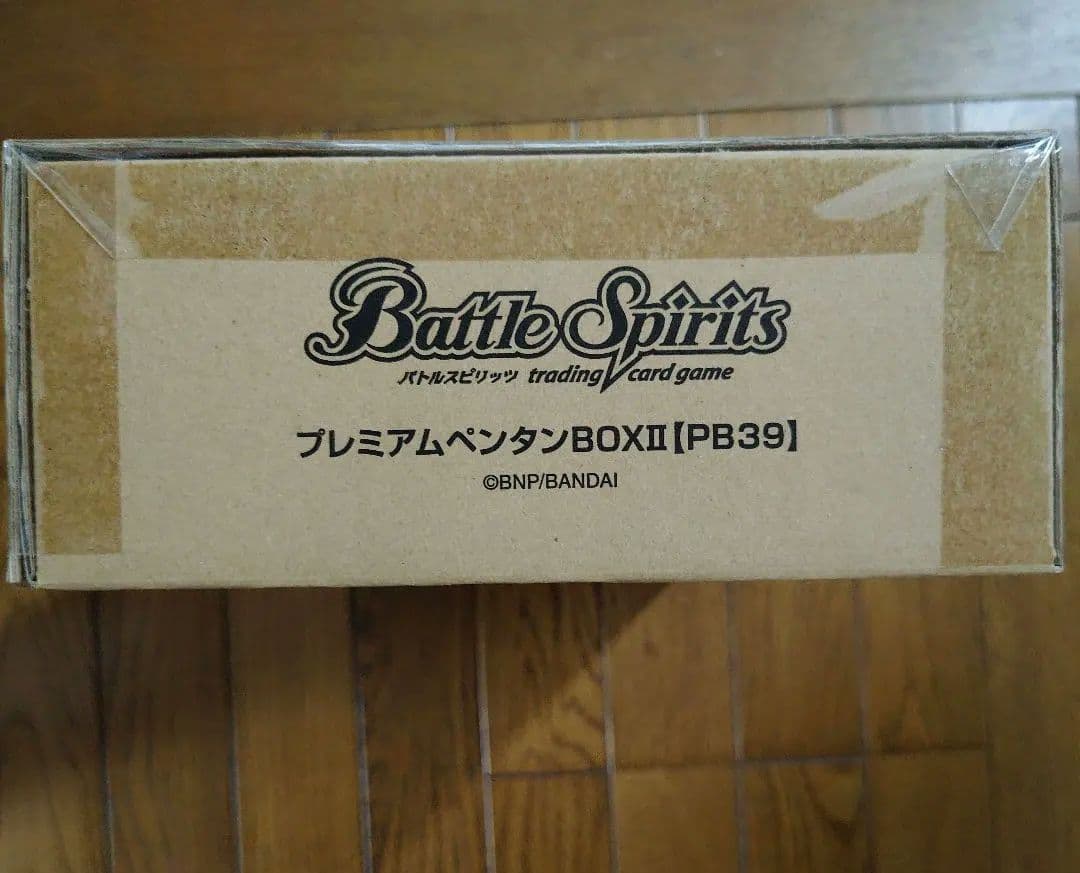 Battle Spirits
バトルスピリッツ trading card game
プレミアムペンタンBOXⅡ【PB39】
©BNP/BANDAI